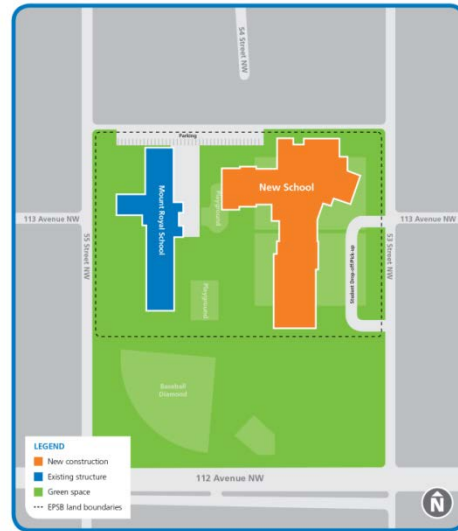 54 Street NW
Parking
Mount Royal School
New School
Playground
113 Avenue NW
113 Avenue NW
55 Street NW
53 Street NW
Student Drop-off/Pick-up
Playground
Baseball
Diamond
LEGEND
New construction
Existing structure
Green space
EPSB land boundaries
112 Avenue NW
N